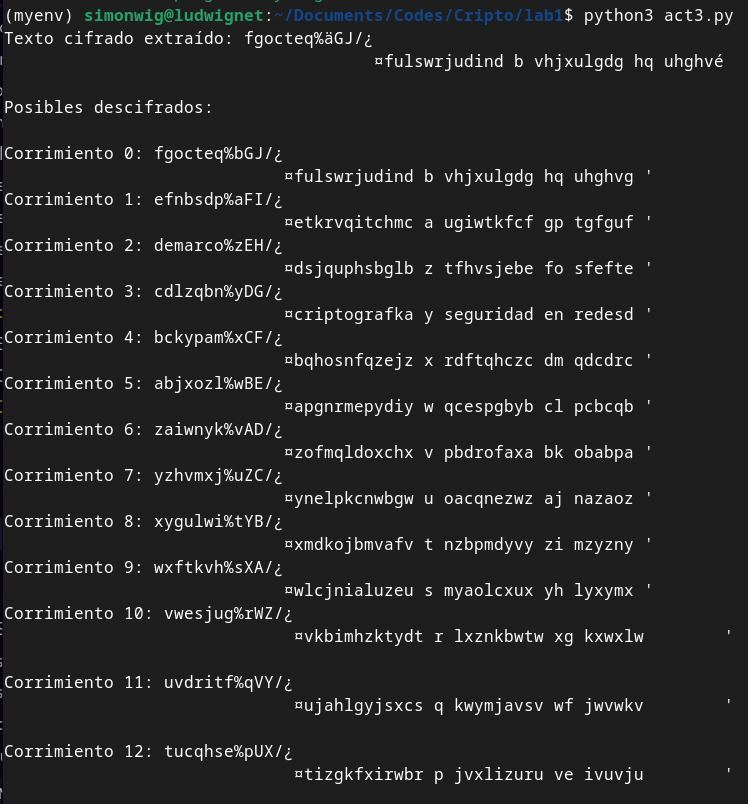 (myenv) simonwig@ludwignet:~/Documents/Codes/Cripto/lab1$ python3 act3.py
Texto cifrado extraído: fgocteq%äGJ/¿
¤fulswrjudind b vhjxulgdg hq uhghvé
Posibles descifrados:
Corrimiento 0: fgocteq%bGJ/¿
¤fulswrjudind b vhjxulgdg hq uhghvg '
Corrimiento 1: efnbsdp%aFI/¿
¤etkrvqitchmc a ugiwtkfcf gp tgfguf '
Corrimiento 2: demarco%zEH/¿
¤dsjquphsbglb z tfhvsjebe fo sfefte '
Corrimiento 3: cdlzqbn%yDG/¿
¤criptografka y seguridad en redesd '
Corrimiento 4: bckypam%xCF/¿
¤bqhosnfqzejz x rdftqhczc dm qdcdrc '
Corrimiento 5: abjxozl%wBE/¿
¤apgnrmepydiy w qcespgbyb cl pcbcqb '
Corrimiento 6: zaiwnyk%vAD/¿
¤zofmqldoxchx v pbdrofaxa bk obabpa '
Corrimiento 7: yzhvmxj%uZC/¿
¤ynelpkcnwbgw u oacqnezwz aj nazaoz '
Corrimiento 8: xygulwi%tYB/¿
¤xmdkojbmvafv t nzbpmdyvy zi mzyzny '
Corrimiento 9: wxftkvh%sXA/¿
¤wlcjnialuzeu s myaolcxux yh lyxymx '
Corrimiento 10: vwesjug%rWZ/¿
¤vkbimhzktydt r lxznkbwtw xg kxwxlw '
Corrimiento 11: uvdritf%qVY/¿
¤ujahlgyjsxcs q kwymjavsv wf jwvwkv '
Corrimiento 12: tucqhse%pUX/¿
¤tizgkfxirwbr p jvxlizuru ve ivuvju '